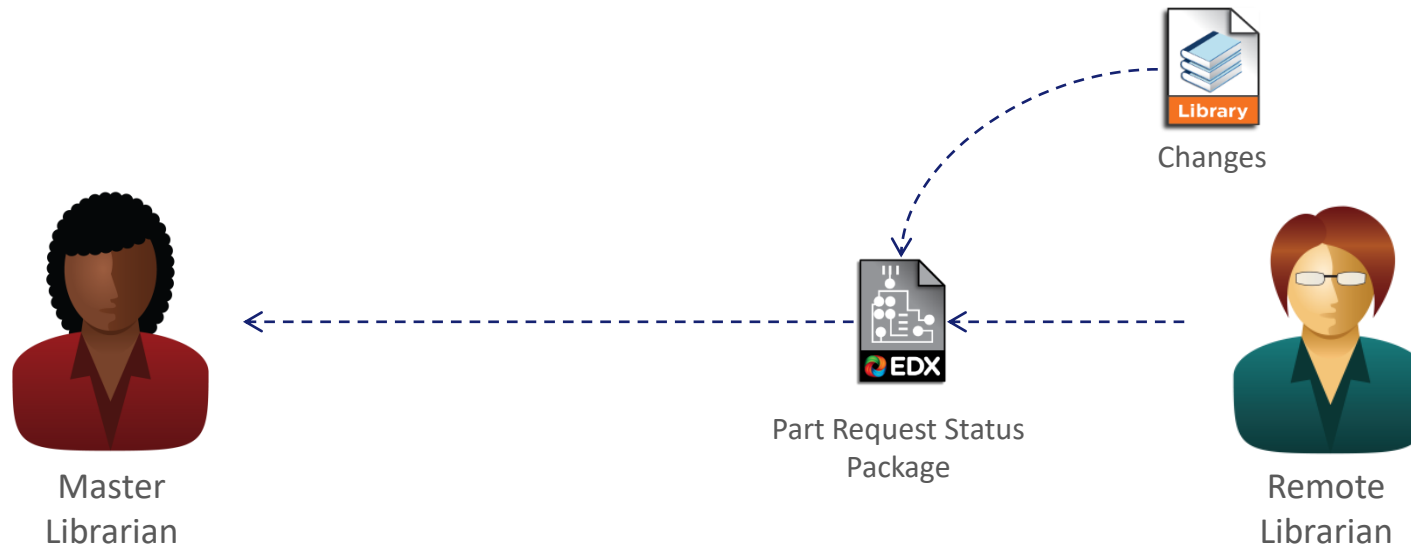 Library
Changes
EDX
Part Request Status
Package
Master
Librarian
Remote
Librarian